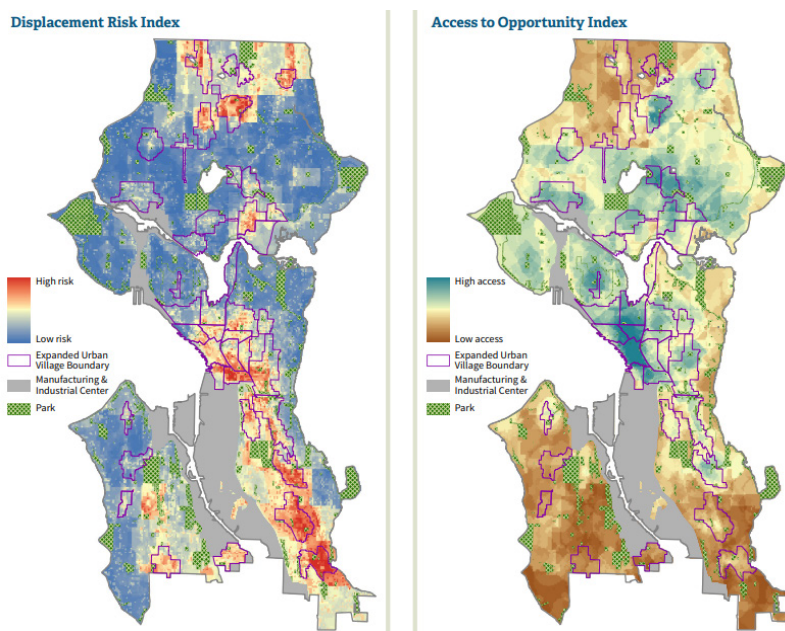 Displacement Risk Index
High risk
Low risk
Expanded Urban
Village Boundary
Manufacturing &
Industrial Center
Park
Access to Opportunity Index
High access
Low access
Expanded Urban
Village Boundary
Manufacturing &
Industrial Center
Park